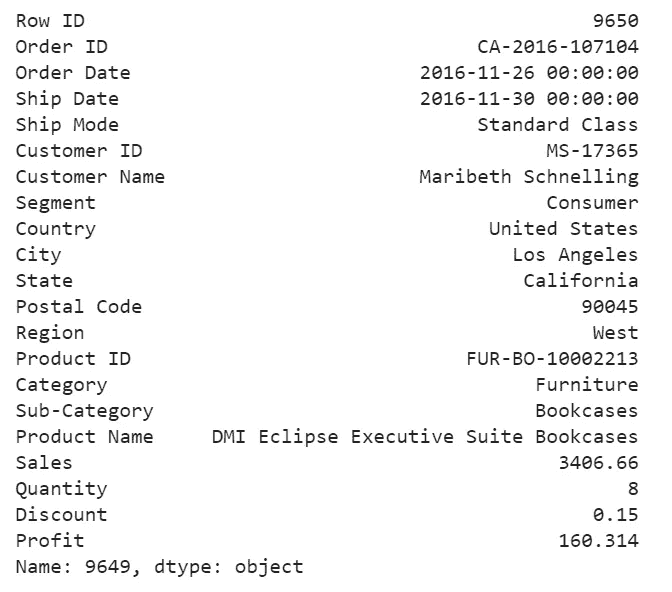 Row ID 9650
Order ID CA-2016-107104
Order Date 2016-11-26 00:00:00
Ship Date 2016-11-30 00:00:00
Ship Mode Standard Class
Customer ID MS-17365
Customer Name Maribeth Schnelling
Segment Consumer
Country United States
City Los Angeles
State California
Postal Code 90045
Region West
Product ID FUR-BO-10002213
Category Furniture
Sub-Category Bookcases
Product Name DMI Eclipse Executive Suite Bookcases
Sales 3406.66
Quantity 8
Discount 0.15
Profit 160.314
Name: 9649, dtype: object